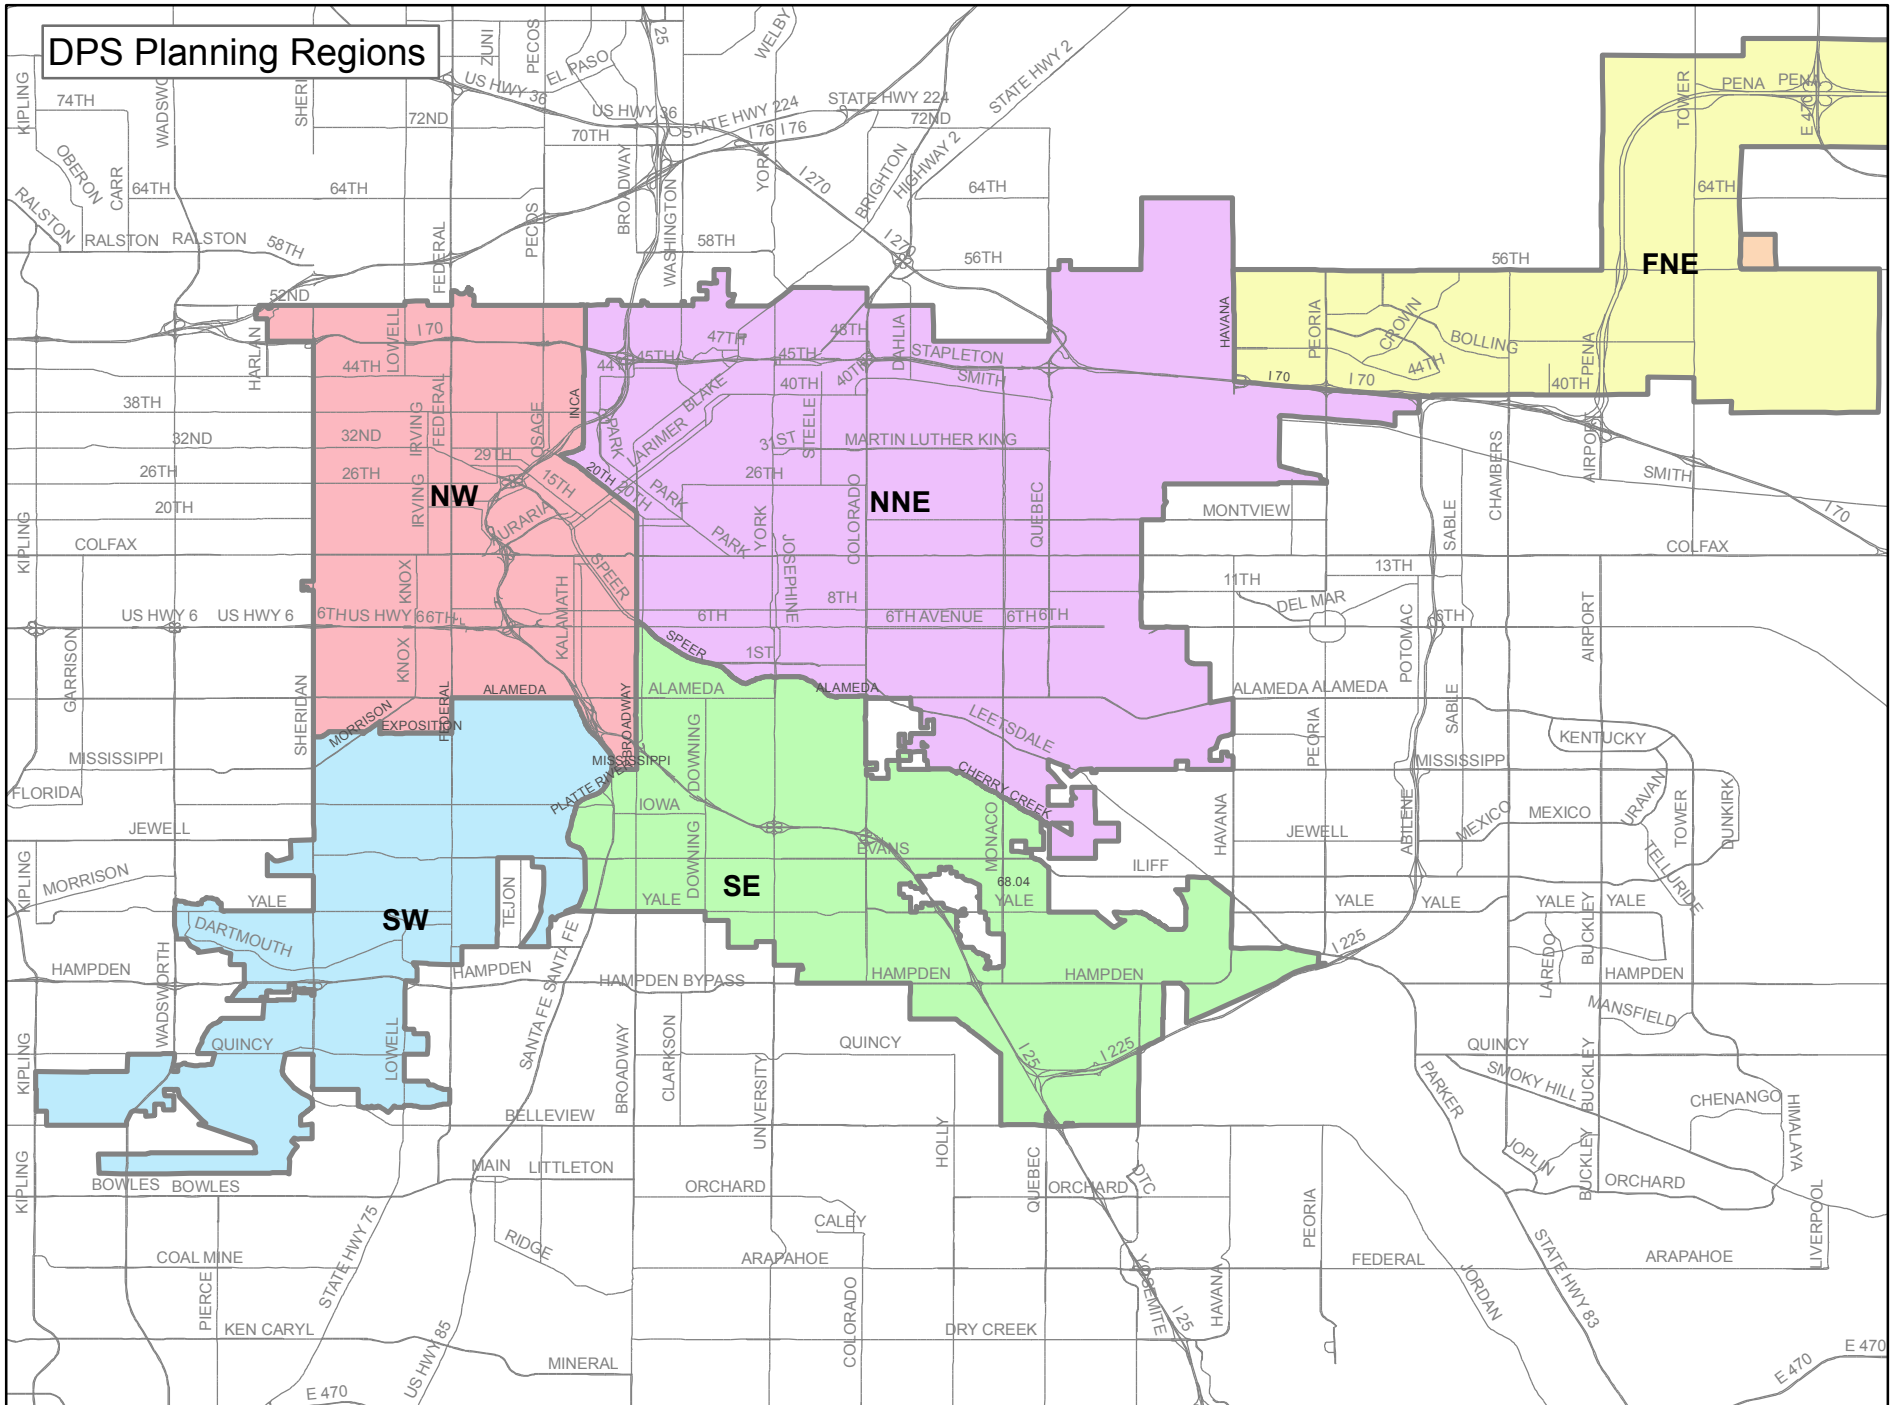 DPS Planning Regions
KIPLING
74TH
WADSWO
SHERI
ZUNI
PECOS
EL PASO
25
WELBY
US HWY 36
72ND
US HWY 36
70TH
STATE HWY 224
STATE HWY 224
I 76 I 76
72ND
STATE HWY 2
HIGHWAY 2
BRIGHTON
TOWER
PENA
PENA
E 470
OBERON
CARR
64TH
64TH
BROADWAY
WASHINGTON
YORK
I 270
64TH
64TH
RALSTON
RALSTON
RALSTON
58TH
FEDERAL
PECOS
58TH
I 270
56TH
56TH
FNE
52ND
HARLAN
LOWELL
I 70
44TH
47TH
48TH
45TH
45TH
44TH
DAHLIA
STAPLETON
HAVANA
PEORIA
CROWN
BOLLING
44TH
PENA
40TH
40TH
SMITH
I 70
I 70
40TH
38TH
IRVING
FEDERAL
OSAGE
INCA
PARK
BLAKE
LARIMER
STEELE
32ND
32ND
31ST
MARTIN LUTHER KING
CHAMBERS
AIRPORT
SMITH
26TH
26TH
29TH
15TH
20TH
20TH
PARK
26TH
NW
NNE
COLORADO
QUEBEC
20TH
IRVING
AURARIA
PARK
YORK
MONTVIEW
SABLE
I 70
KIPLING
COLFAX
COLFAX
KNOX
SPEER
JOSEPHINE
11TH
13TH
KALAMATH
8TH
DEL MAR
POTOMAC
AIRPORT
US HWY 6
US HWY 6
6TH
US HWY 6
6TH
6TH
6TH AVENUE
6TH
6TH
6TH
GARRISON
KNOX
SPEER
1ST
SHERIDAN
ALAMEDA
ALAMEDA
ALAMEDA
ALAMEDA
ALAMEDA
MORRISON
EXPOSITION
FEDERAL
BROADWAY
DOWNING
LEETSDALE
PEORIA
SABLE
KENTUCKY
MISSISSIPPI
MISSISSIPPI
MISSISSIPP
FLORIDA
PLATTE RIVER
IOWA
CHERRY CREEK
ABILENE
MEXICO
MEXICO
URAVAN
TOWER
DUNKIRK
JEWELL
JEWELL
HAVANA
MONACO
EVANS
ILIFF
TELLURIDE
KIPLING
MORRISON
YALE
TEJON
DOWNING
YALE
SE
68.04
YALE
YALE
YALE
YALE
YALE
SW
DARTMOUTH
BUCKLEY
LAREDO
HAMPDEN
WADSWORTH
HAMPDEN
SANTA FE
SANTA FE
HAMPDEN BYPASS
HAMPDEN
HAMPDEN
I 225
HAMPDEN
MANSFIELD
KIPLING
QUINCY
LOWELL
BROADWAY
CLARKSON
UNIVERSITY
QUINCY
I 25
I 225
QUINCY
PARKER
SMOKY HILL
BUCKLEY
CHENANGO
HIMALAYA
BELLEVIEW
HOLLY
KIPLING
BOWLES
BOWLES
MAIN
LITTLETON
ORCHARD
QUEBEC
ORCHARD
DTC
PEORIA
JOPLIN
BUCKLEY
ORCHARD
LIVERPOOL
STATE HWY 75
CALEY
RIDGE
COAL MINE
ARAPAHOE
YOSEMITE
FEDERAL
JORDAN
STATE HWY 83
ARAPAHOE
PIERCE
US HWY 85
COLORADO
I 25
HAVANA
KEN CARYL
DRY CREEK
MINERAL
E 470
E 470
E 470